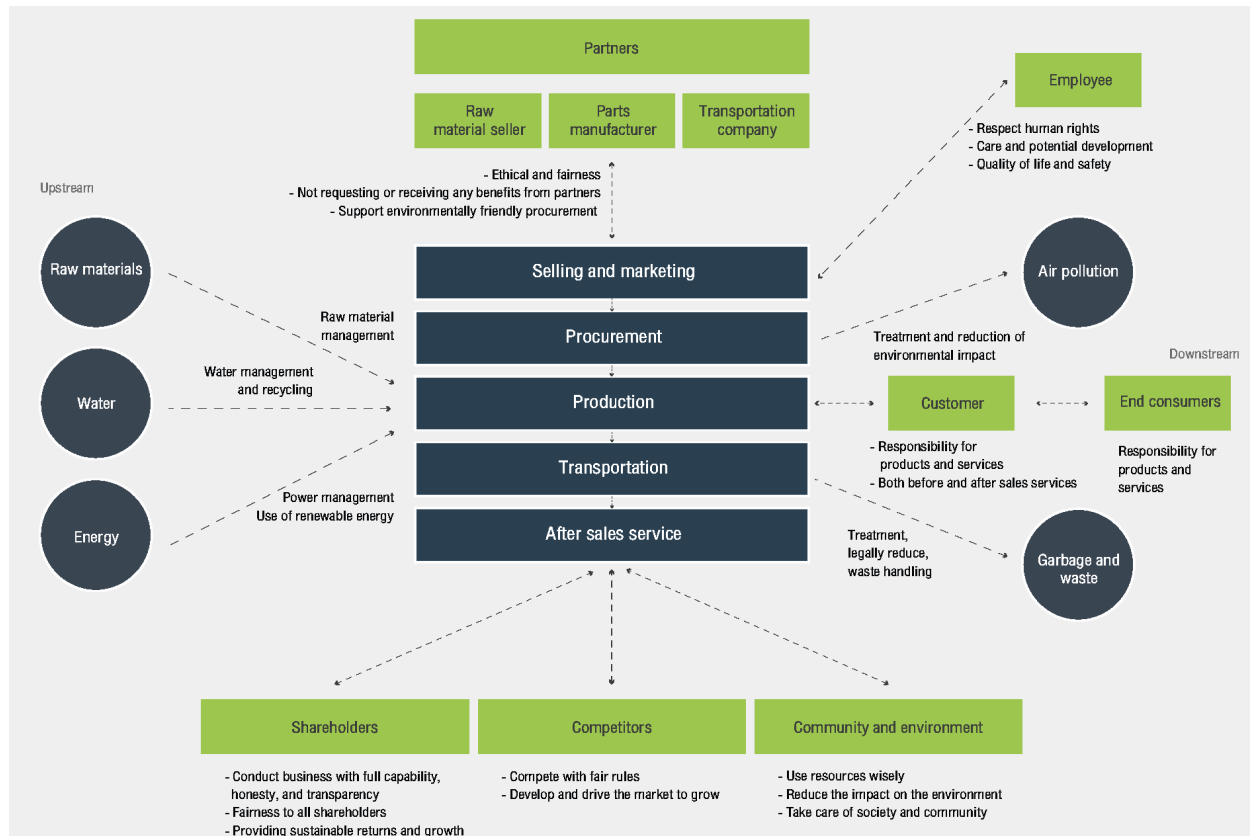 Partners
Employee
Raw
material seller
Parts
manufacturer
Transportation
company
- Respect human rights
- Care and potential development
- Quality of life and safety
- Ethical and fairness
- Not requesting or receiving any benefits from partners
- Support environmentally friendly procurement
Upstream
Raw materials
Selling and marketing
Air pollution
Raw material
management
Procurement
Treatment and reduction of
environmental impact
Downstream
Water management
and recycling
Water
Production
Customer
End consumers
- Responsibility for
products and services
- Both before and after sales services
Responsibility for
products and
services
Transportation
Power management
Use of renewable energy
Energy
After sales service
Treatment,
legally reduce,
waste handling
Garbage and
waste
Shareholders
Competitors
Community and environment
- Conduct business with full capability,
honesty, and transparency
- Fairness to all shareholders
- Providing sustainable returns and growth
- Compete with fair rules
- Develop and drive the market to grow
- Use resources wisely
- Reduce the impact on the environment
- Take care of society and community